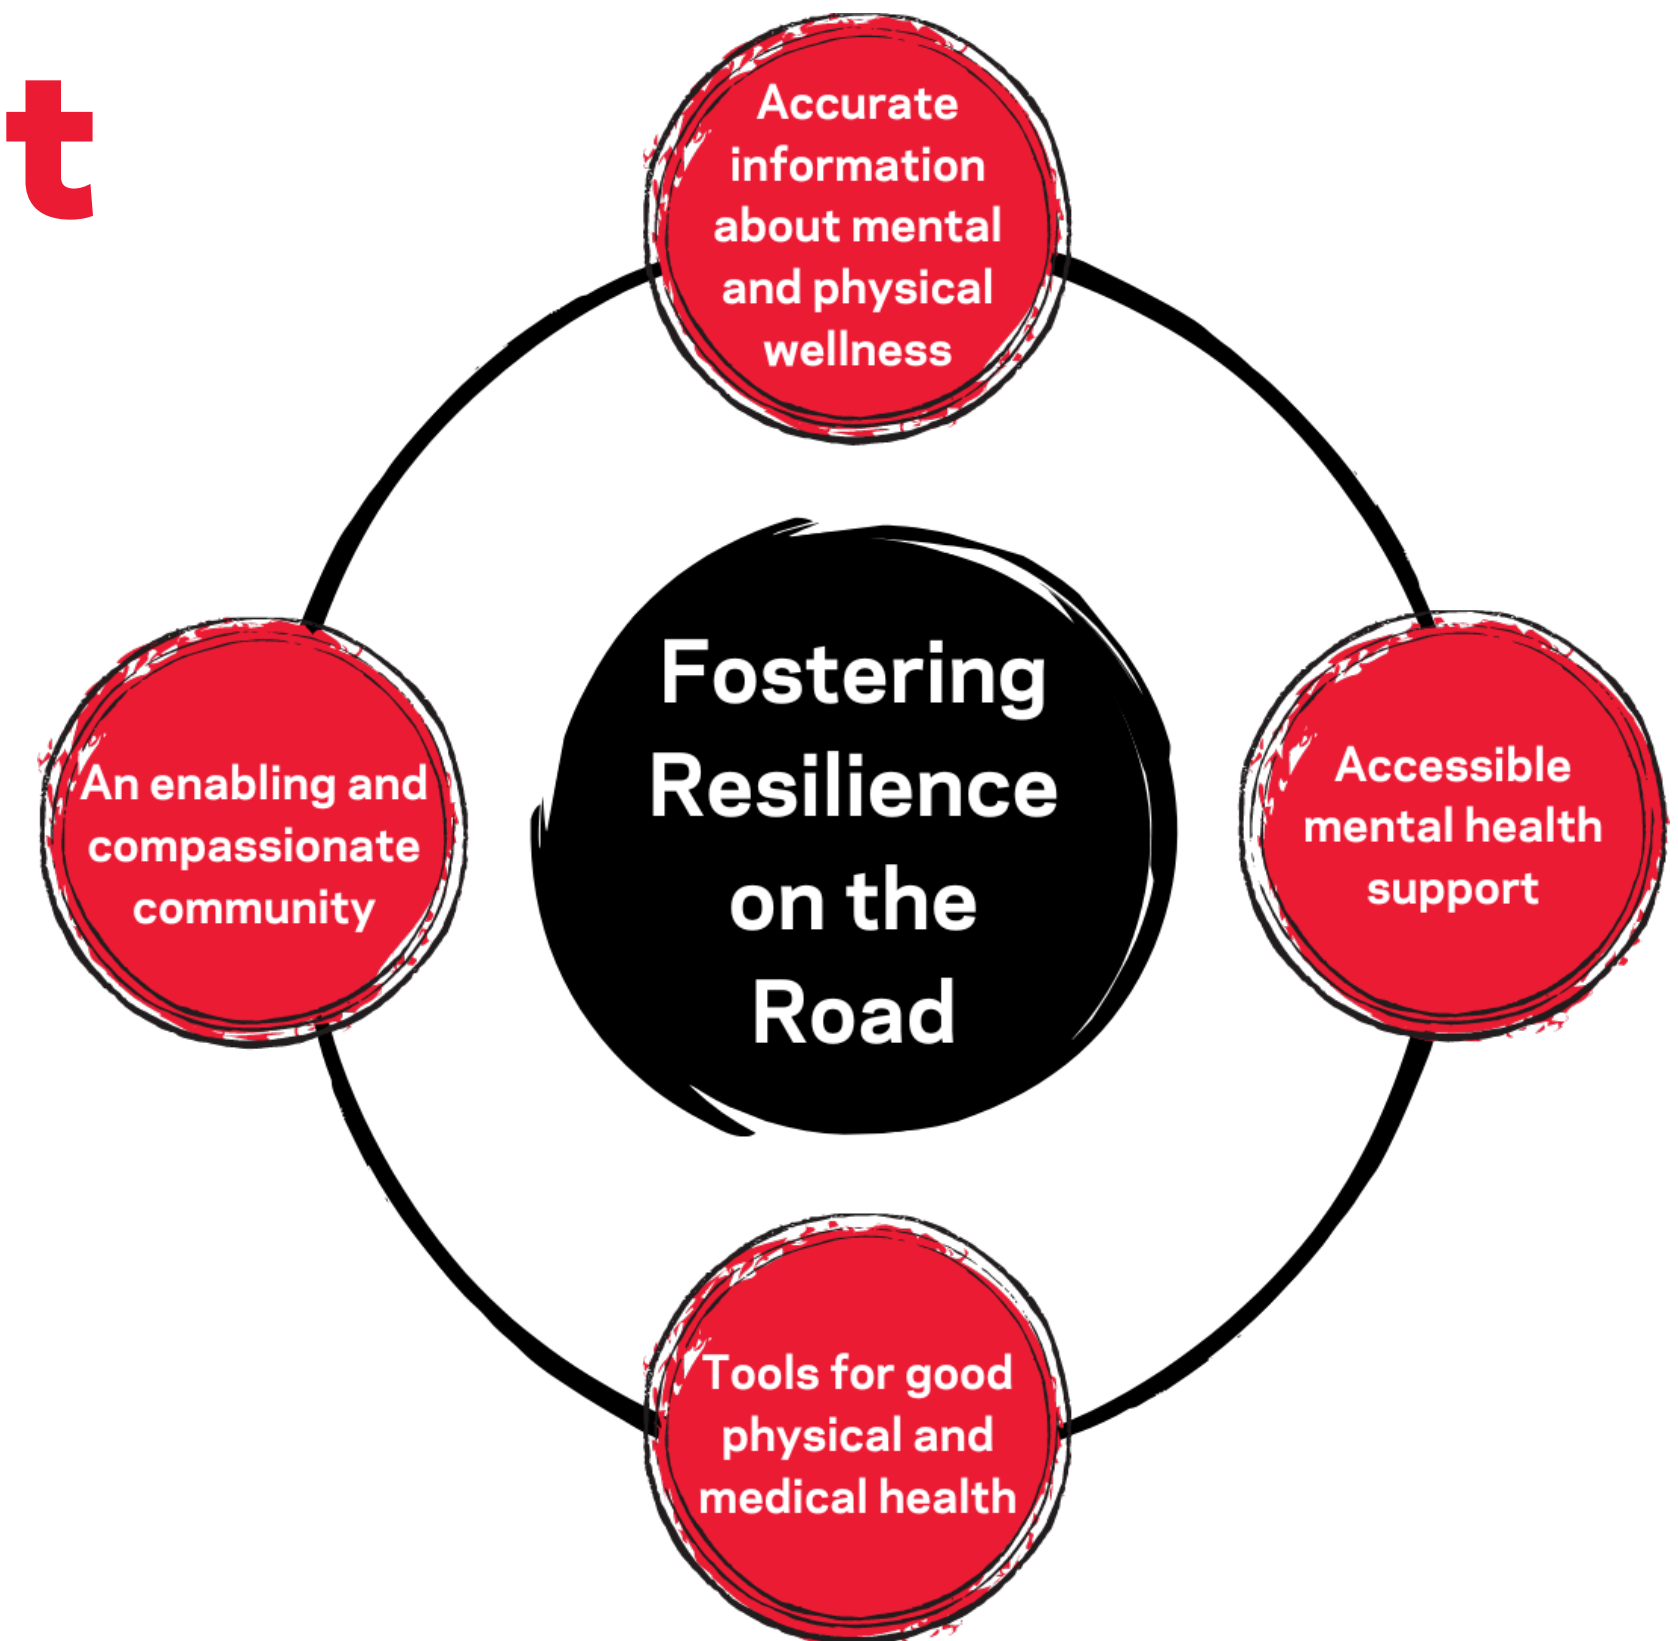 t
Accurate
information
about mental
and physical
wellness
Fostering
Resilience
on the
Road
An enabling and
compassionate
community
Accessible
mental health
support
Tools for good
physical and
medical health